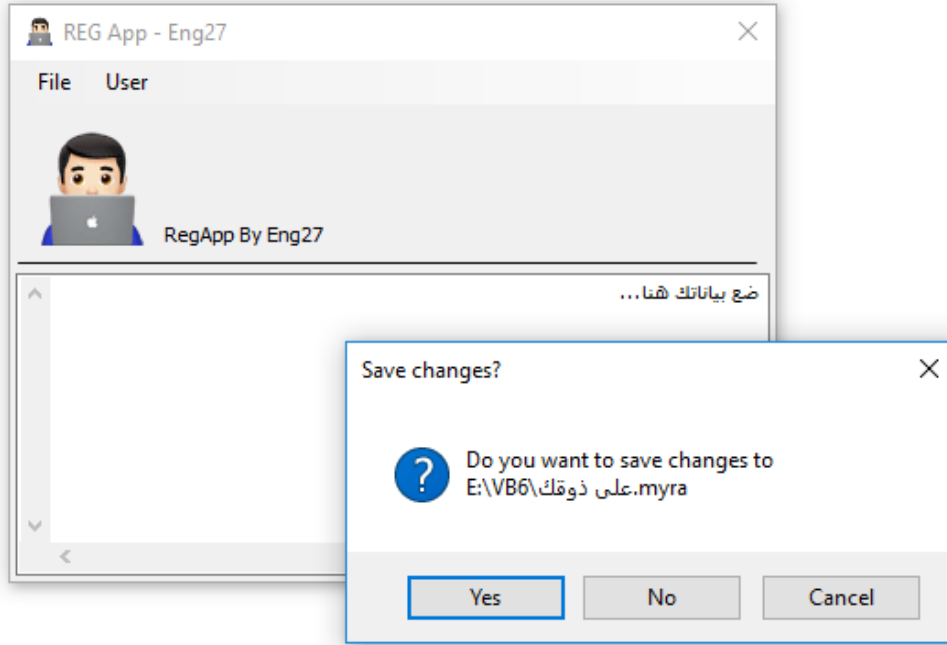 REG App - Eng27
File User
RegApp By Eng27
ضع بياناتك هنا...
Save changes?
Do you want to save changes to
E:\VB6\على ذوقك.myra
Yes No Cancel